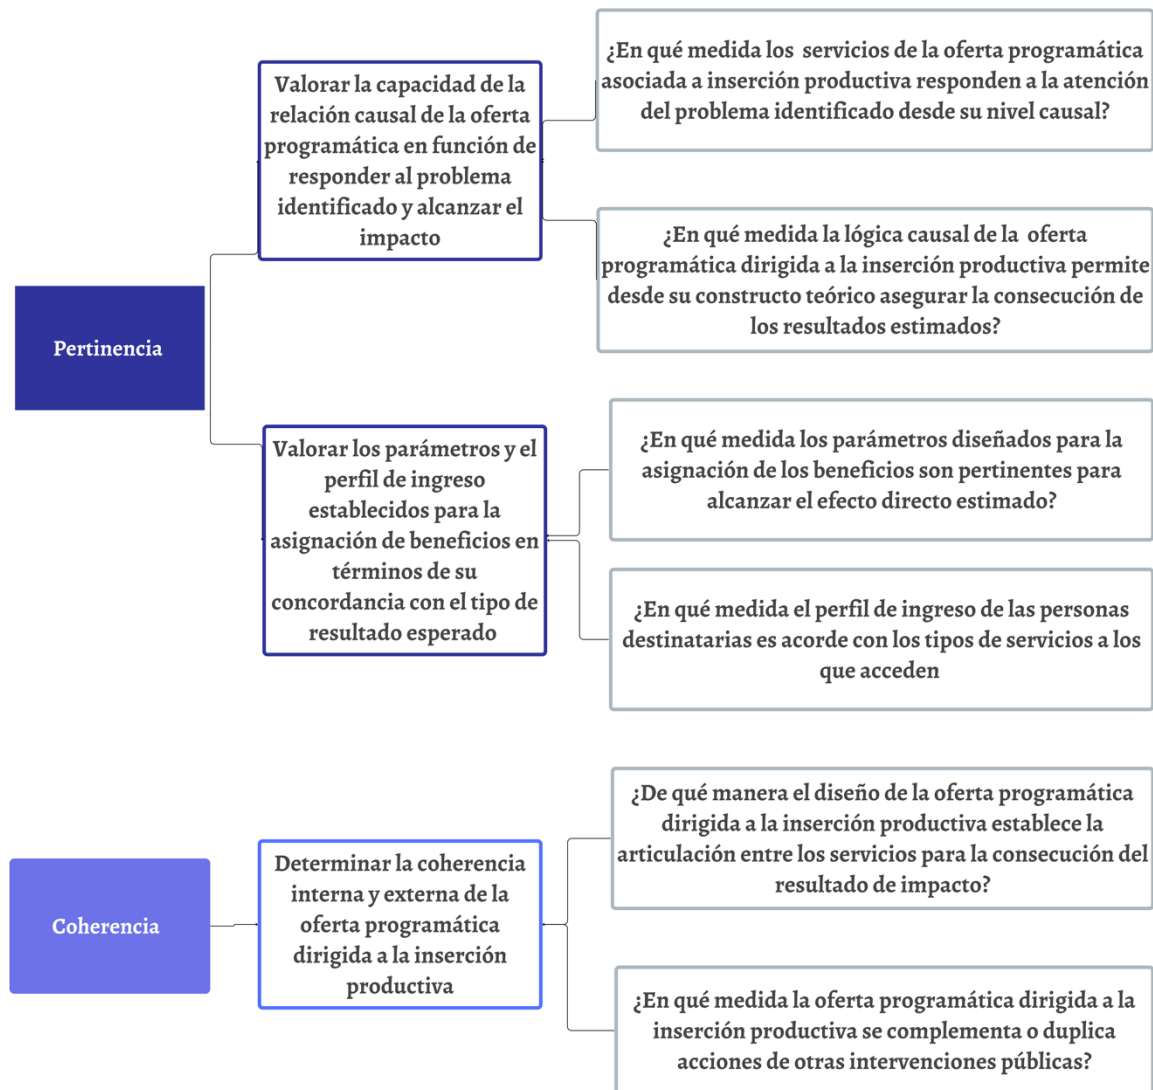 Pertinencia
Valorar la capacidad de la
relación causal de la oferta
programática en función de
responder al problema
identificado y alcanzar el
impacto
¿En qué medida los servicios de la oferta programática
asociada a inserción productiva responden a la atención
del problema identificado desde su nivel causal?
¿En qué medida la lógica causal de la oferta
programática dirigida a la inserción productiva permite
desde su constructo teórico asegurar la consecución de
los resultados estimados?
Valorar los parámetros y el
perfil de ingreso
establecidos para la
asignación de beneficios en
términos de su
concordancia con el tipo de
resultado esperado
¿En qué medida los parámetros diseñados para la
asignación de los beneficios son pertinentes para
alcanzar el efecto directo estimado?
¿En qué medida el perfil de ingreso de las personas
destinatarias es acorde con los tipos de servicios a los
que acceden
Coherencia
Determinar la coherencia
interna y externa de la
oferta programática
dirigida a la inserción
productiva
¿De qué manera el diseño de la oferta programática
dirigida a la inserción productiva establece la
articulación entre los servicios para la consecución del
resultado de impacto?
¿En qué medida la oferta programática dirigida a la
inserción productiva se complementa o duplica
acciones de otras intervenciones públicas?